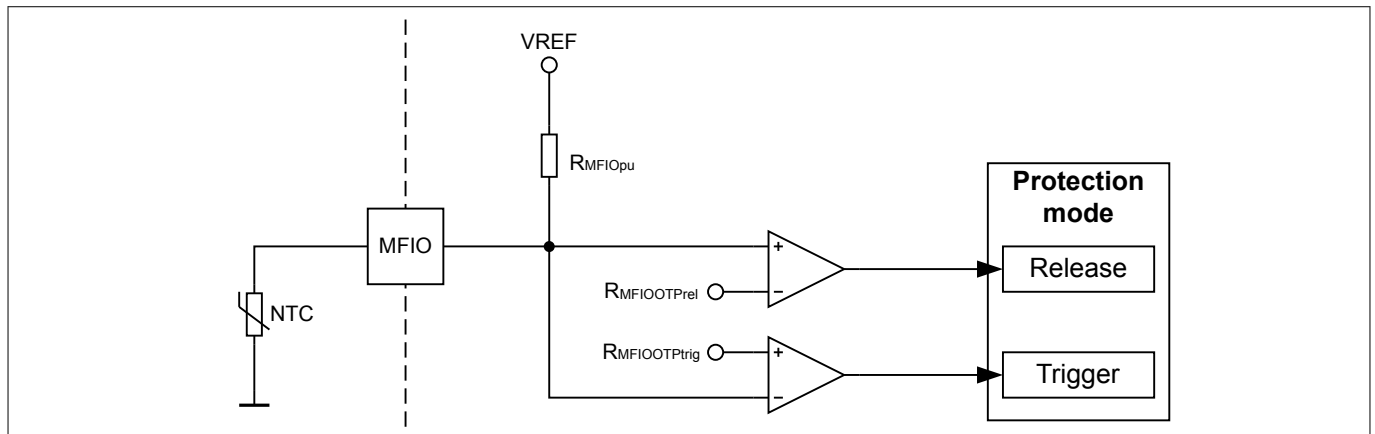 VREF
RMFIOpu
Protection
mode
MFIO
Release
RMFIOOTPrel
NTC
RMFIOOTPtrig
Trigger
+
−
+
−